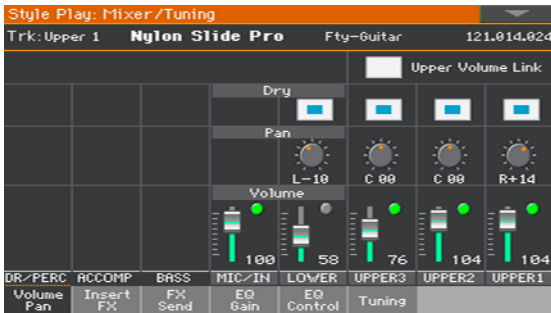 Style Play: Mixer/Tuning
Trk: Upper 1 Nylon Slide Pro Fty-Guitar 121.014.024
Upper Volume Link
Dry
Pan
L-10 C 00 C 00 R+14
Volume
100 58 76 104 104
DR/PERC ACCOMP BASS MIC/IN LOWER UPPER3 UPPER2 UPPER1
Volume Pan Insert FX FX Send EQ Gain EQ Control Tuning